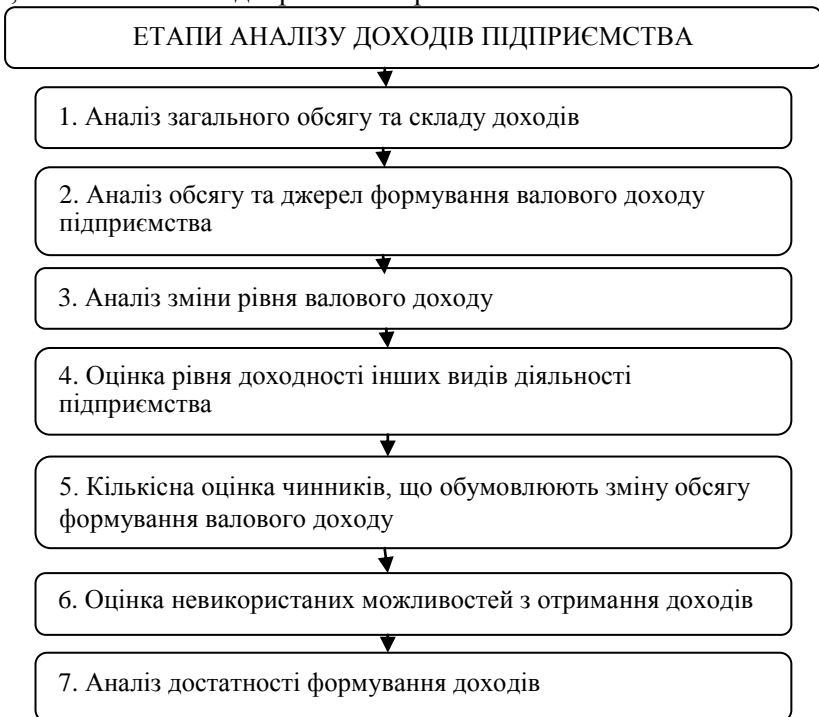 ЕТАПИ АНАЛІЗУ ДОХОДІВ ПІДПРИЄМСТВА
1. Аналіз загального обсягу та складу доходів
2. Аналіз обсягу та джерел формування валового доходу
підприємства
3. Аналіз зміни рівня валового доходу
4. Оцінка рівня доходності інших видів діяльності
підприємства
5. Кількісна оцінка чинників, що обумовлюють зміну обсягу
формування валового доходу
6. Оцінка невикористаних можливостей з отримання доходів
7. Аналіз достатності формування доходів